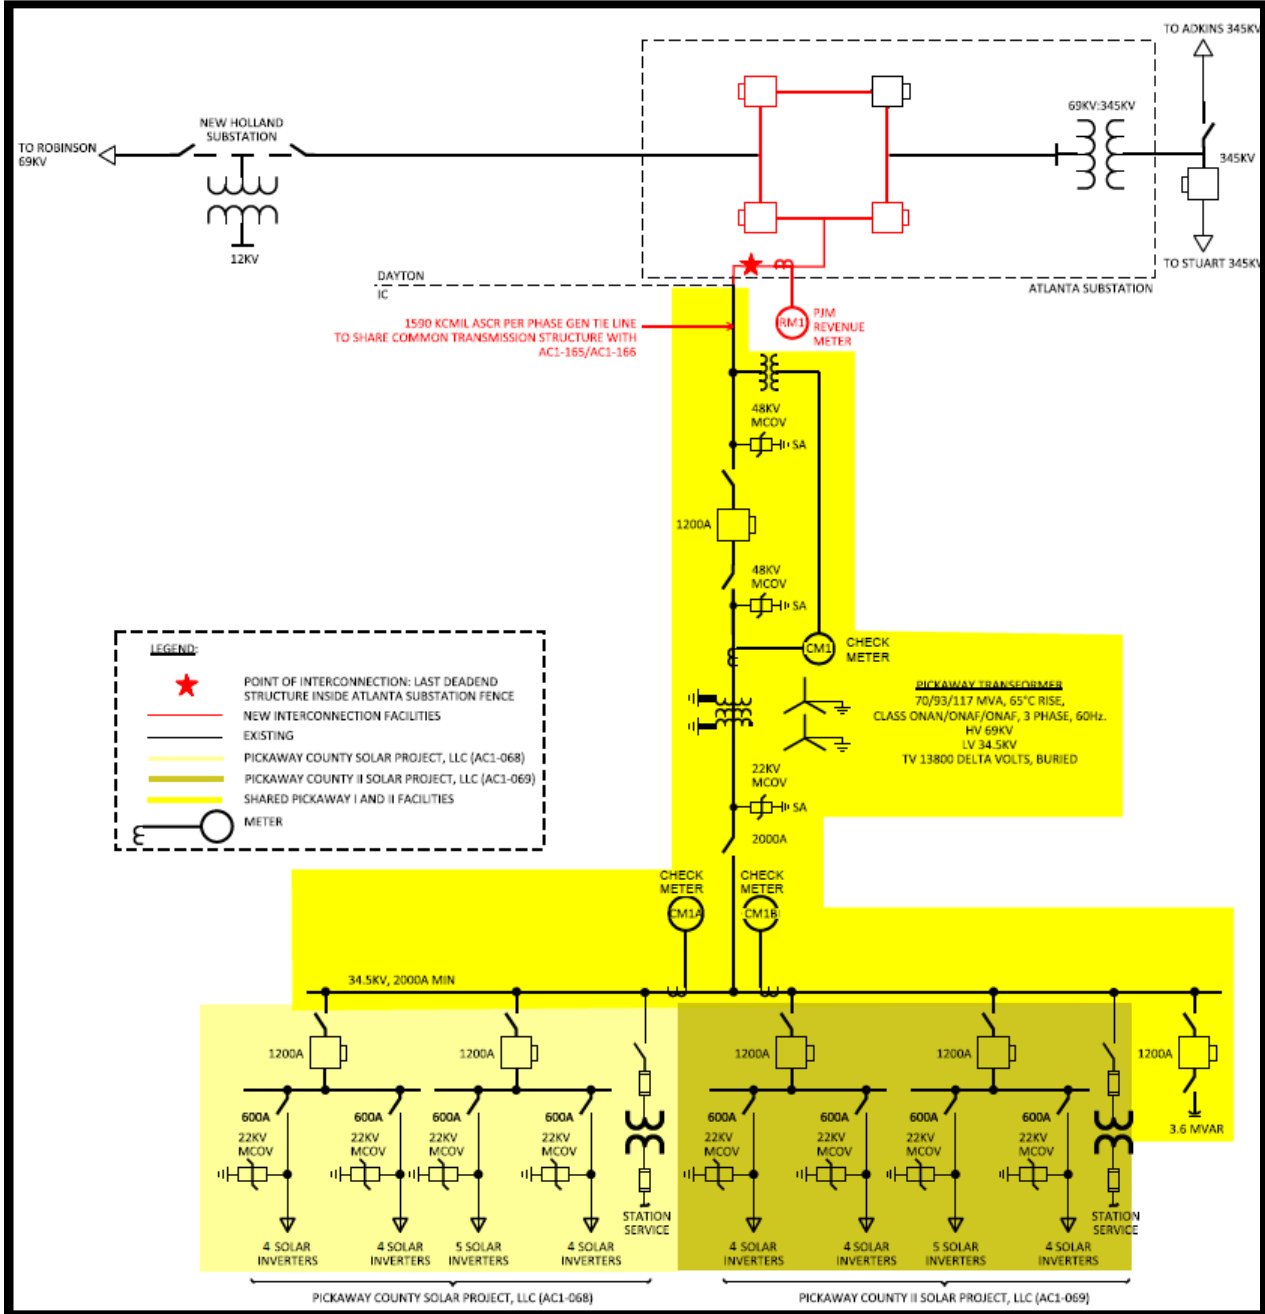 TO ADKINS 345KV
69KV:345KV
NEW HOLLAND
SUBSTATION
TO ROBINSON
69KV
345KV
12KV
TO STUART 345KV
DAYTON
IC
ATLANTA SUBSTATION
1590 KCMIL ASCR PER PHASE GEN TIE LINE
TO SHARE COMMON TRANSMISSION STRUCTURE WITH
AC1-165/AC1-166
RM1
PJM
REVENUE
METER
48KV
MCOV
SA
1200A
48KV
MCOV
SA
CM1
CHECK
METER
LEGEND:
POINT OF INTERCONNECTION: LAST DEADEND
STRUCTURE INSIDE ATLANTA SUBSTATION FENCE
NEW INTERCONNECTION FACILITIES
EXISTING
PICKAWAY COUNTY SOLAR PROJECT, LLC (AC1-068)
PICKAWAY COUNTY II SOLAR PROJECT, LLC (AC1-069)
SHARED PICKAWAY I AND II FACILITIES
METER
PICKAWAY TRANSFORMER
70/93/117 MVA, 65°C RISE,
CLASS ONAN/ONAF/ONAF, 3 PHASE, 60Hz.
HV 69KV
LV 34.5KV
TV 13800 DELTA VOLTS, BURIED
22KV
MCOV
SA
2000A
CHECK
METER
CM1A
CHECK
METER
CM1B
34.5KV, 2000A MIN
1200A
1200A
1200A
1200A
1200A
600A
600A
600A
600A
600A
600A
600A
600A
22KV
MCOV
22KV
MCOV
22KV
MCOV
22KV
MCOV
22KV
MCOV
22KV
MCOV
22KV
MCOV
22KV
MCOV
3.6 MVAR
STATION
SERVICE
STATION
SERVICE
4 SOLAR
INVERTERS
4 SOLAR
INVERTERS
5 SOLAR
INVERTERS
4 SOLAR
INVERTERS
4 SOLAR
INVERTERS
4 SOLAR
INVERTERS
5 SOLAR
INVERTERS
4 SOLAR
INVERTERS
PICKAWAY COUNTY SOLAR PROJECT, LLC (AC1-068)
PICKAWAY COUNTY II SOLAR PROJECT, LLC (AC1-069)